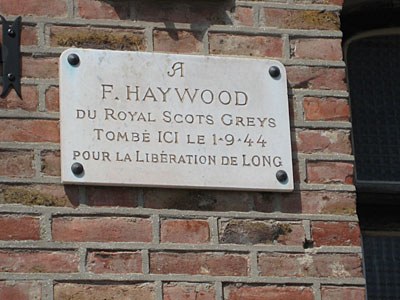 A
F. HAYWOOD
DU ROYAL SCOTS GREYS
TOMBÉ ICI LE 1-9-44
POUR LA LIBÉRATION DE LONG